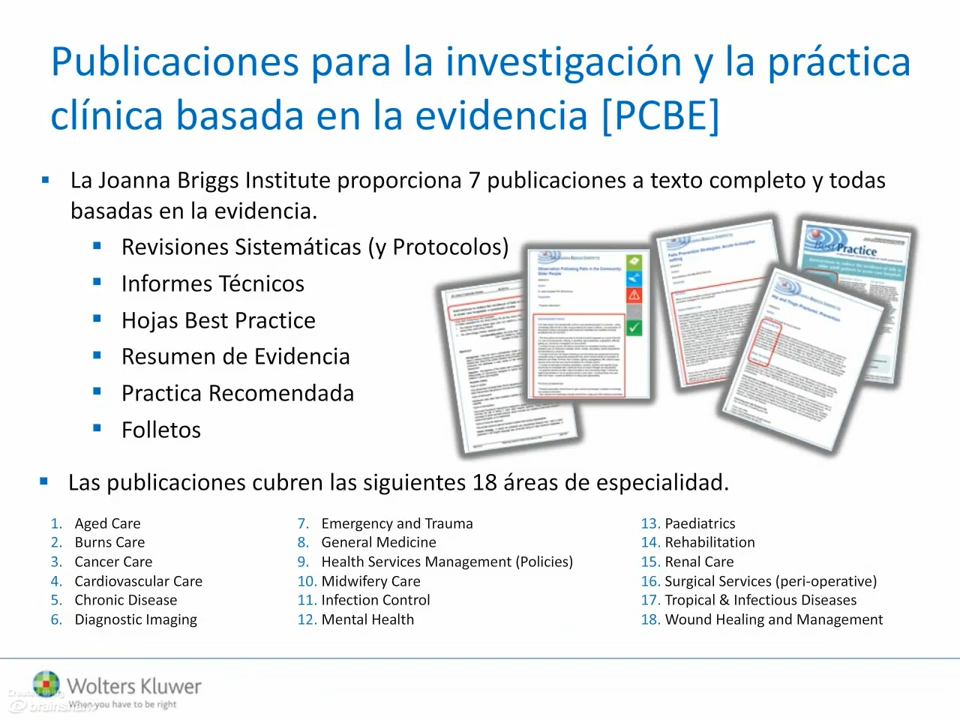 Publicaciones para la investigación y la práctica
clínica basada en la evidencia [PCBE]
▪ La Joanna Briggs Institute proporciona 7 publicaciones a texto completo y todas
basadas en la evidencia.
▪ Revisiones Sistemáticas (y Protocolos)
▪ Informes Técnicos
▪ Hojas Best Practice
▪ Resumen de Evidencia
▪ Practica Recomendada
▪ Folletos
Best Practice
▪ Las publicaciones cubren las siguientes 18 áreas de especialidad.
1. Aged Care
2. Burns Care
3. Cancer Care
4. Cardiovascular Care
5. Chronic Disease
6. Diagnostic Imaging
7. Emergency and Trauma
8. General Medicine
9. Health Services Management (Policies)
10. Midwifery Care
11. Infection Control
12. Mental Health
13. Paediatrics
14. Rehabilitation
15. Renal Care
16. Surgical Services (peri-operative)
17. Tropical & Infectious Diseases
18. Wound Healing and Management
Wolters Kluwer
When you have to be right
Created using
brainshark